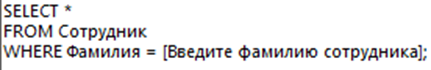 SELECT *
FROM Сотрудник
WHERE Фамилия = [Введите фамилию сотрудника];